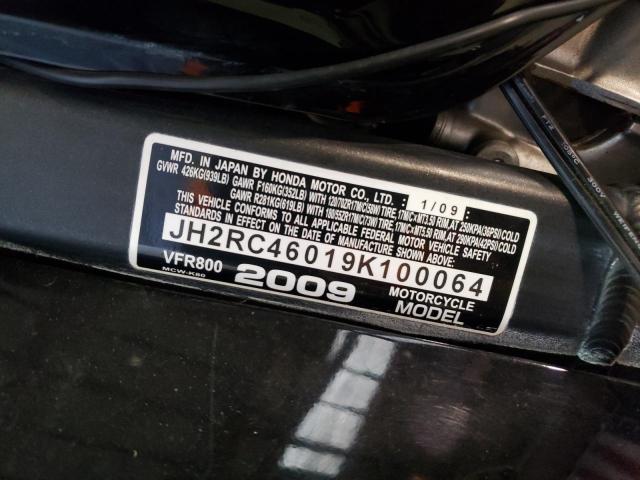 MFD. IN JAPAN BY HONDA MOTOR CO., LTD. 1/09
GVWR 426KG(939LB) GAWR F160KG(352LB) WITH 120/70ZR17M/C(58W) TIRE, 17M/C×MT3.50 RIM, AT 250KPA(36PSI)COLD
GAWR R281KG(619LB) WITH 180/55ZR17M/C(73W) TIRE, 17M/C×MT5.50 RIM, AT 290KPA(42PSI)COLD
THIS VEHICLE CONFORMS TO ALL APPLICABLE FEDERAL MOTOR VEHICLE SAFETY
STANDARDS IN EFFECT ON THE DATE OF MANUFACTURE SHOWN ABOVE.
JH2RC46019K100064
VFR800 2009 MOTORCYCLE
MCW-K80 MODEL
300V